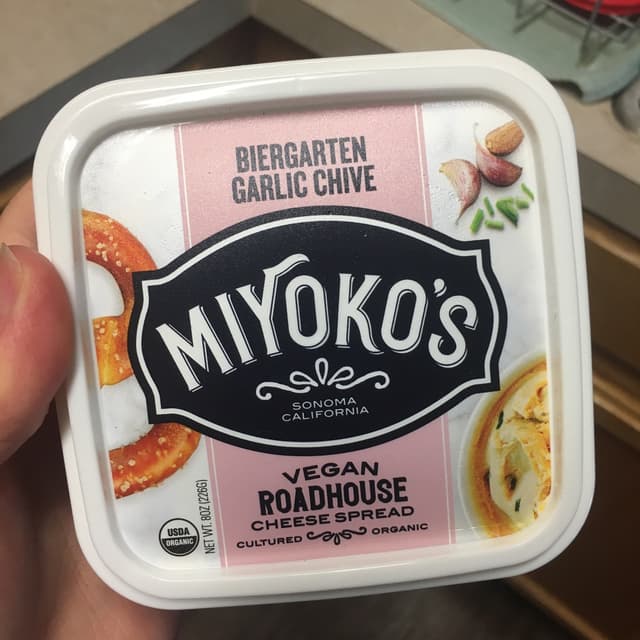 BIERGARTEN
GARLIC CHIVE
MIYOKO'S
SONOMA
CALIFORNIA
VEGAN
ROADHOUSE
CHEESE SPREAD
CULTURED ORGANIC
USDA
ORGANIC
NET WT. 8OZ (226G)